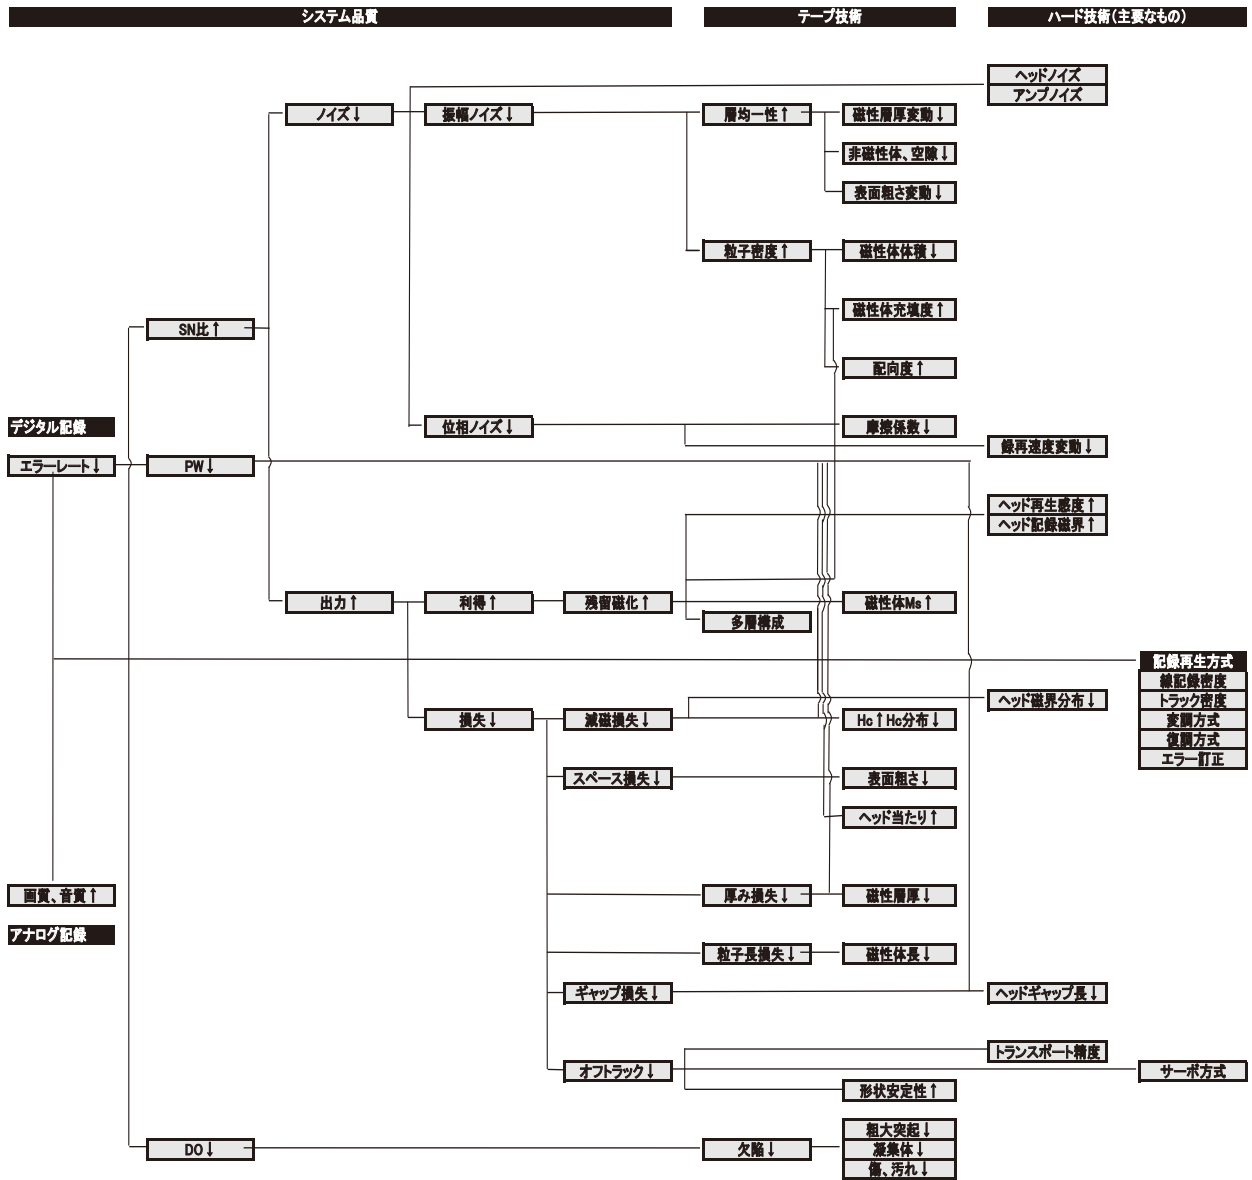 システム品質
テープ技術
ハード技術（主要なもの）
ヘッドノイズ
アンプノイズ
ノイズ↓
振幅ノイズ↓
層均一性↑
磁性層厚変動↓
非磁性体、空隙↓
表面粗さ変動↓
粒子密度↑
磁性体体積↓
磁性体充填度↑
SN比↑
配向度↑
デジタル記録
位相ノイズ↓
摩擦係数↓
録再速度変動↓
エラーレート↓
PW↓
ヘッド再生感度↑
ヘッド記録磁界↑
出力↑
利得↑
残留磁化↑
磁性体Ms↑
多層構成
記録再生方式
線記録密度
トラック密度
変調方式
復調方式
エラー訂正
ヘッド磁界分布↓
損失↓
減磁損失↓
Hc↑Hc分布↓
スペース損失↓
表面粗さ↓
ヘッド当たり↑
画質、音質↑
厚み損失↓
磁性層厚↓
アナログ記録
粒子長損失↓
磁性体長↓
ギャップ損失↓
ヘッドギャップ長↓
トランスポート精度
オフトラック↓
サーボ方式
形状安定性↑
DO↓
欠陥↓
粗大突起↓
凝集体↓
傷、汚れ↓